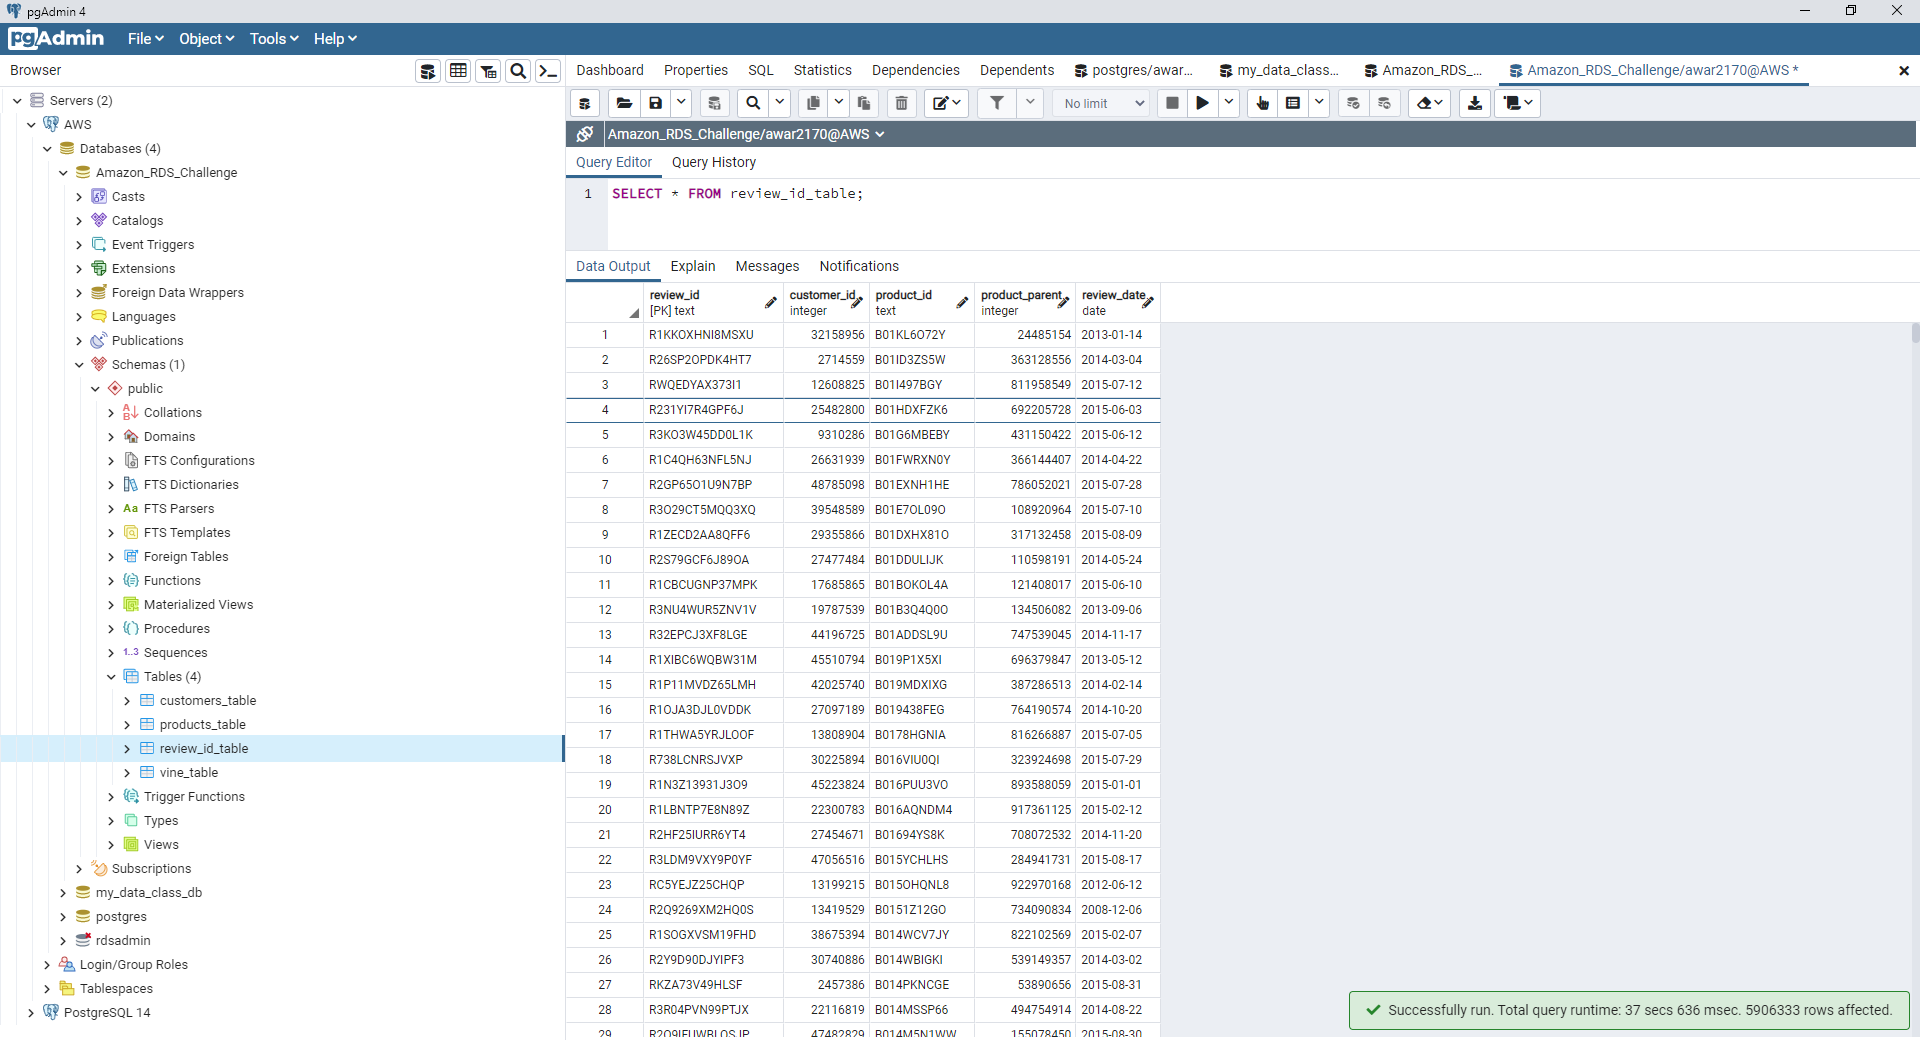 pgAdmin 4
pgAdmin File Object Tools Help
Browser
Dashboard Properties SQL Statistics Dependencies Dependents postgres/awar... my_data_class... Amazon_RDS_... Amazon_RDS_Challenge/awar2170@AWS *
No limit
Amazon_RDS_Challenge/awar2170@AWS
Query Editor Query History
1 SELECT * FROM review_id_table;
Servers (2)
AWS
Databases (4)
Amazon_RDS_Challenge
Casts
Catalogs
Event Triggers
Extensions
Foreign Data Wrappers
Languages
Publications
Schemas (1)
public
Collations
Domains
FTS Configurations
FTS Dictionaries
Aa FTS Parsers
FTS Templates
Foreign Tables
Functions
Materialized Views
Procedures
1..3 Sequences
Tables (4)
customers_table
products_table
review_id_table
vine_table
Trigger Functions
Types
Views
Subscriptions
my_data_class_db
postgres
rdsadmin
Login/Group Roles
Tablespaces
PostgreSQL 14
Data Output Explain Messages Notifications
review_id customer_id product_id product_parent review_date
[PK] text integer text integer date
1 R1KKOXHNI8MSXU 32158956 B01KL6O72Y 24485154 2013-01-14
2 R26SP2OPDK4HT7 2714559 B01ID3ZS5W 363128556 2014-03-04
3 RWQEDYAX373I1 12608825 B01I497BGY 811958549 2015-07-12
4 R231YI7R4GPF6J 25482800 B01HDXFZK6 692205728 2015-06-03
5 R3KO3W45DD0L1K 9310286 B01G6MBEBY 431150422 2015-06-12
6 R1C4QH63NFL5NJ 26631939 B01FWRXN0Y 366144407 2014-04-22
7 R2GP65O1U9N7BP 48785098 B01EXNH1HE 786052021 2015-07-28
8 R3O29CT5MQQ3XQ 39548589 B01E7OL09O 108920964 2015-07-10
9 R1ZECD2AA8QFF6 29355866 B01DXHX81O 317132458 2015-08-09
10 R2S79GCF6J89OA 27477484 B01DDULIJK 110598191 2014-05-24
11 R1CBCUGNP37MPK 17685865 B01BOKOL4A 121408017 2015-06-10
12 R3NU4WUR5ZNV1V 19787539 B01B3Q4Q0O 134506082 2013-09-06
13 R32EPCJ3XF8LGE 44196725 B01ADDSL9U 747539045 2014-11-17
14 R1XIBC6WQBW31M 45510794 B019P1X5XI 696379847 2013-05-12
15 R1P11MVDZ65LMH 42025740 B019MDXIXG 387286513 2014-02-14
16 R1OJA3DJL0VDDK 27097189 B019438FEG 764190574 2014-10-20
17 R1THWA5YRJLOOF 13808904 B0178HGNIA 816266887 2015-07-05
18 R738LCNRSJVXP 30225894 B016VIU0QI 323924698 2015-07-29
19 R1N3Z13931J3O9 45223824 B016PUU3VO 893588059 2015-01-01
20 R1LBNTP7E8N89Z 22300783 B016AQNDM4 917361125 2015-02-12
21 R2HF25IURR6YT4 27454671 B01694YS8K 708072532 2014-11-20
22 R3LDM9VXY9P0YF 47056516 B015YCHLHS 284941731 2015-08-17
23 RC5YEJZ25CHQP 13199215 B015OHQNL8 922970168 2012-06-12
24 R2Q9269XM2HQ0S 13419529 B0151Z12GO 734090834 2008-12-06
25 R1SOGXVSM19FHD 38675394 B014WCV7JY 822102569 2015-02-07
26 R2Y9D90DJYIPF3 30740886 B014WBIGKI 539149357 2014-03-02
27 RKZA73V49HLSF 2457386 B014PKNCGE 53890656 2015-08-31
28 R3R04PVN99PTJX 22116819 B014MSSP66 494754914 2014-08-22
29 47482829 B014M5N1WW 155078450 2015-08-30
Successfully run. Total query runtime: 37 secs 636 msec. 5906333 rows affected.